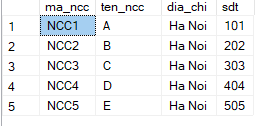 ma_ncc ten_ncc dia_chi sdt
1 NCC1 A Ha Noi 101
2 NCC2 B Ha Noi 202
3 NCC3 C Ha Noi 303
4 NCC4 D Ha Noi 404
5 NCC5 E Ha Noi 505